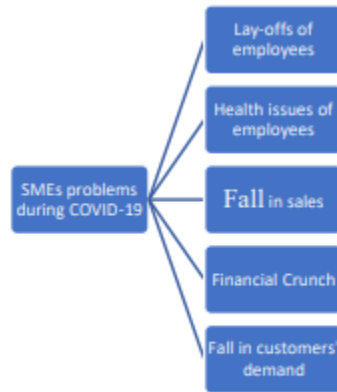 Lay-offs of
employees
Health issues of
employees
SMEs problems
during COVID-19
Fall in sales
Financial Crunch
Fall in customers'
demand